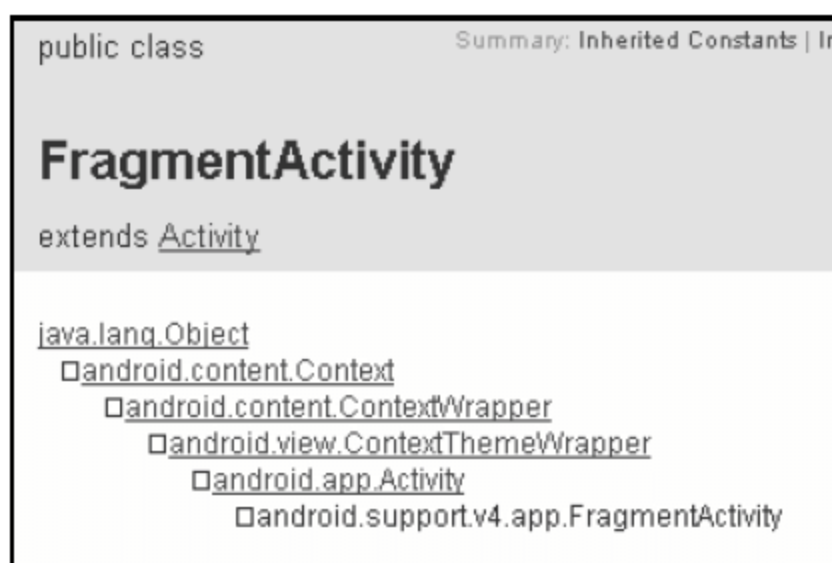 public class
Summary: Inherited Constants |
FragmentActivity
extends Activity
java.lang.Object
android.content.Context
android.content.ContextWrapper
android.view.ContextThemeWrapper
android.app.Activity
android.support.v4.app.FragmentActivity